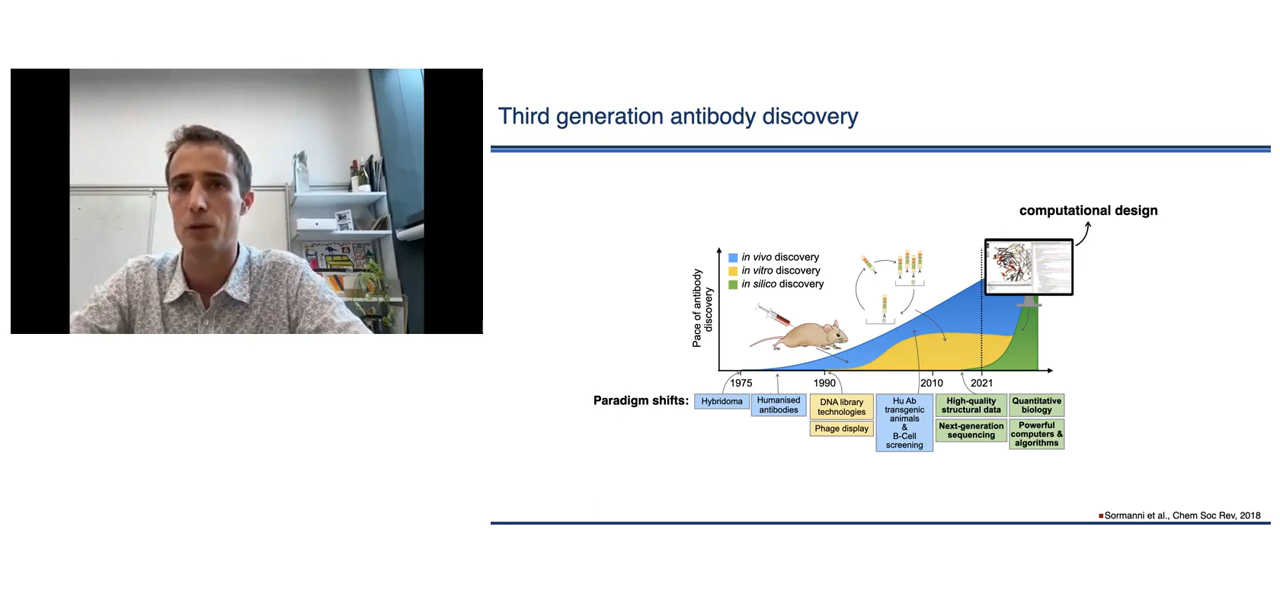 Third generation antibody discovery
computational design
in vivo discovery
in vitro discovery
in silico discovery
Pace of antibody
discovery
1975
1990
2010
2021
Paradigm shifts:
Hybridoma
Humanised
antibodies
DNA library
technologies
Phage display
Hu Ab
transgenic
animals
&
B-Cell
screening
High-quality
structural data
Next-generation
sequencing
Quantitative
biology
Powerful
computers &
algorithms
Sormanni et al., Chem Soc Rev, 2018